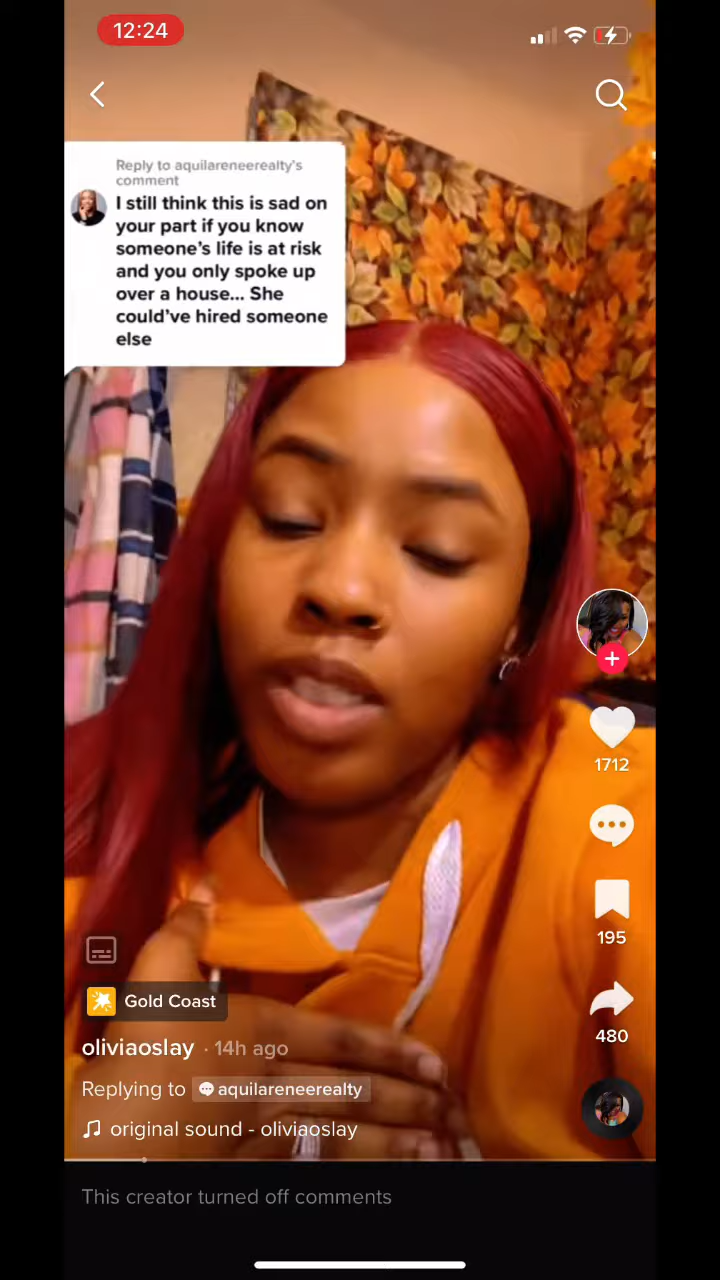 12:24
Reply to aquilareneerealty's
comment
I still think this is sad on
your part if you know
someone's life is at risk
and you only spoke up
over a house... She
could've hired someone
else
1712
195
480
Gold Coast
oliviaoslay · 14h ago
Replying to aquilareneerealty
original sound - oliviaoslay
This creator turned off comments